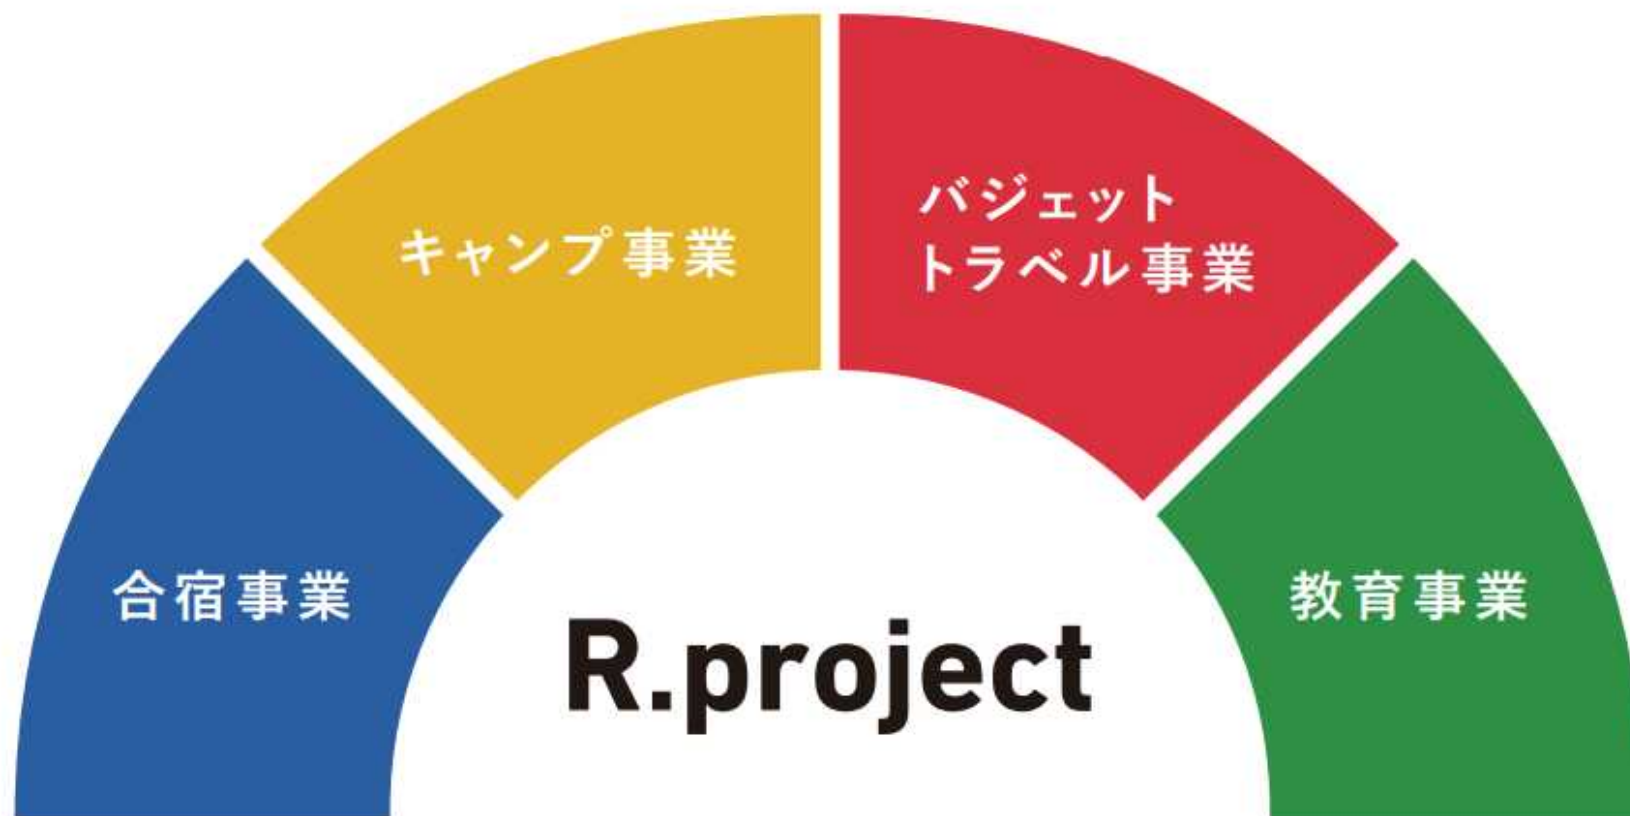 キャンプ事業
バジェット
トラベル事業
合宿事業
教育事業
R.project